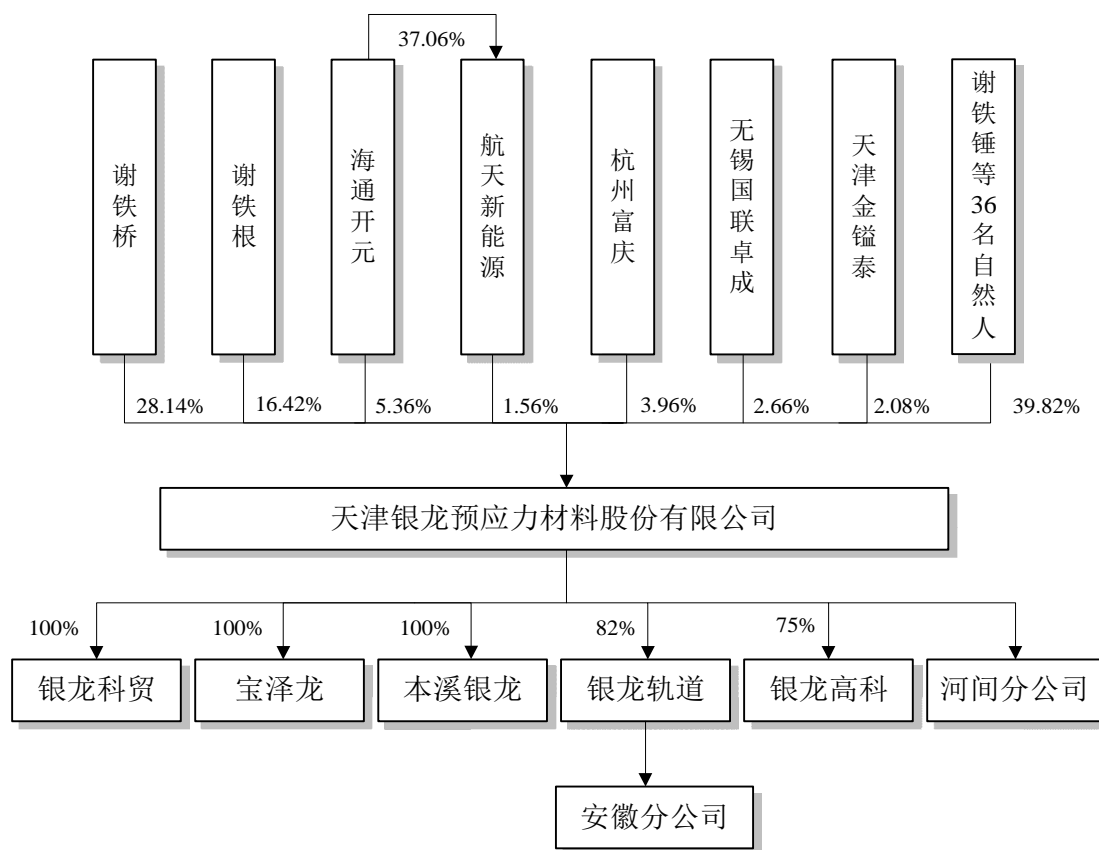 37.06%
谢铁桥
谢铁根
海通开元
航天新能源
杭州富庆
无锡国联卓成
天津金镒泰
谢铁锤等36名自然人
28.14%
16.42%
5.36%
1.56%
3.96%
2.66%
2.08%
39.82%
天津银龙预应力材料股份有限公司
100%
100%
100%
82%
75%
银龙科贸
宝泽龙
本溪银龙
银龙轨道
银龙高科
河间分公司
安徽分公司